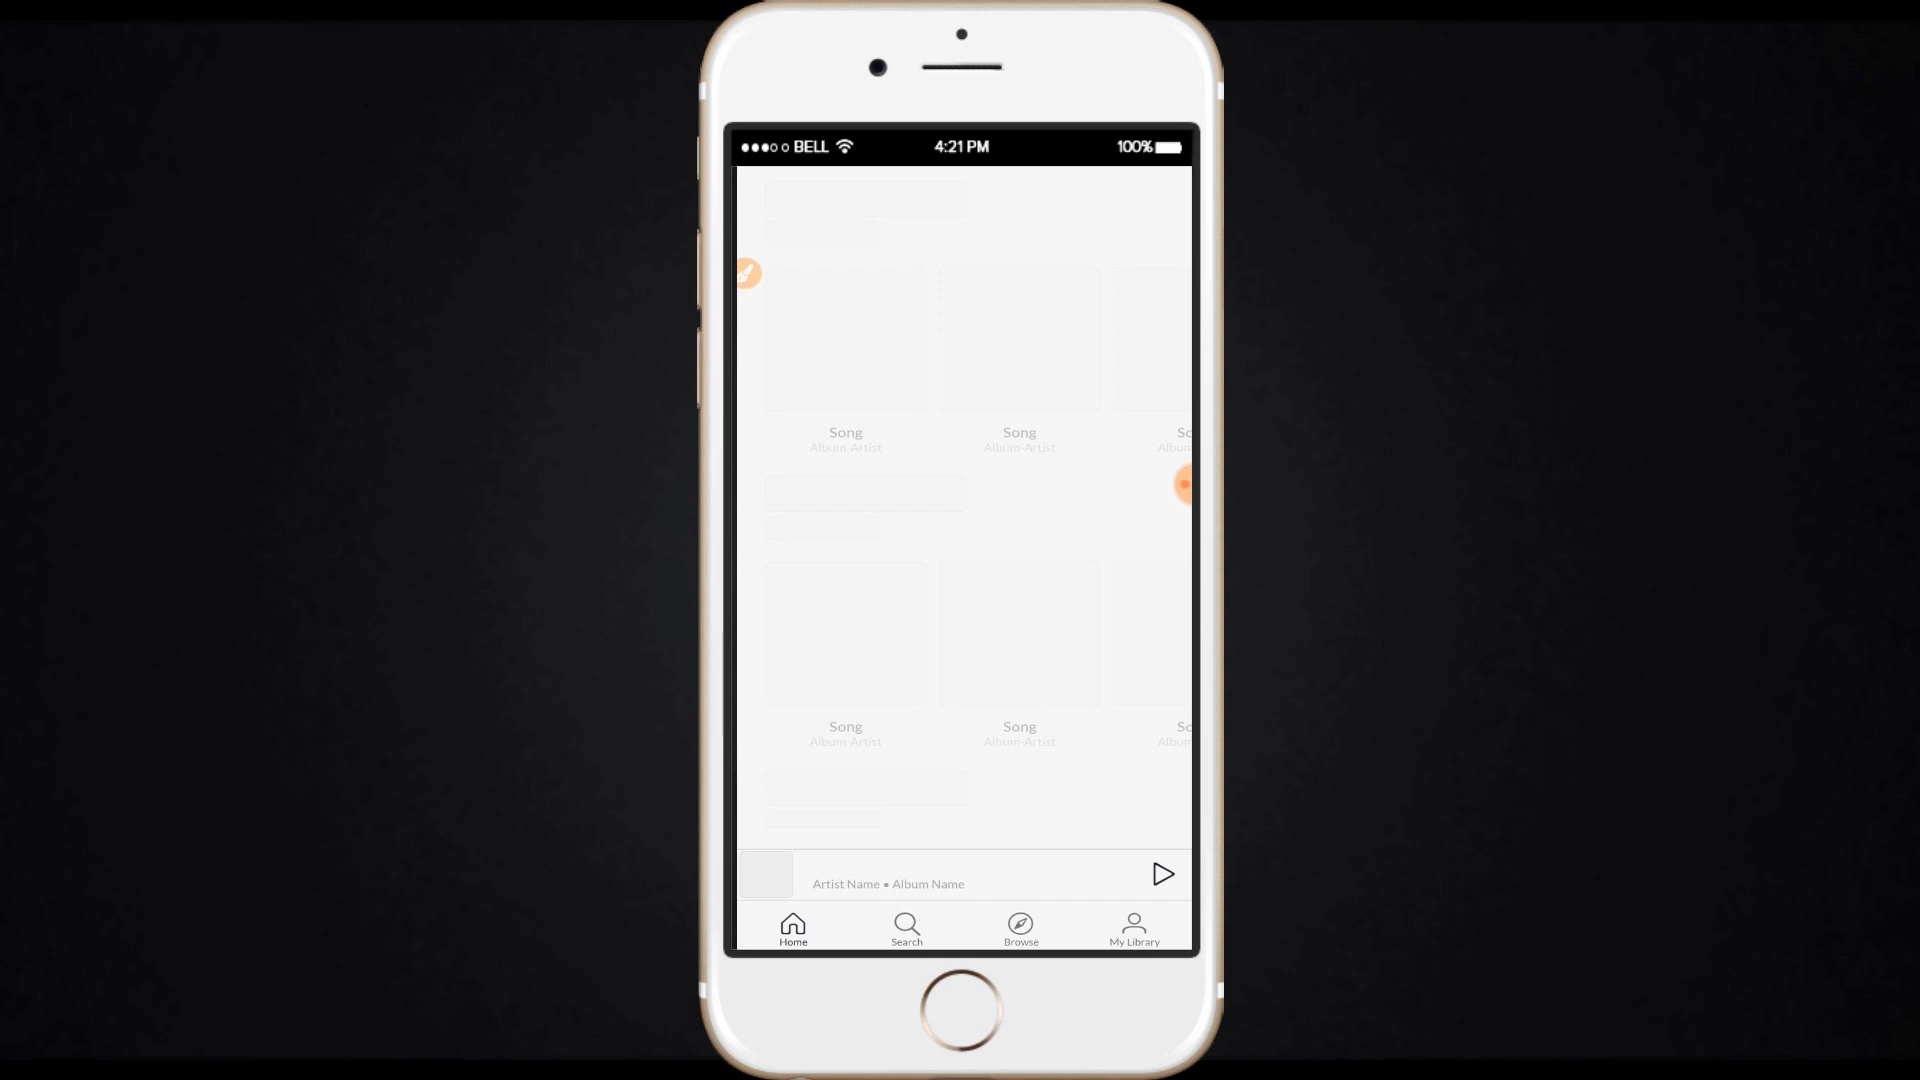 BELL 4:21 PM 100%
Song Song So
Album-Artist Album-Artist Album
Song Song So
Album-Artist Album-Artist Album
Artist Name • Album Name
Home Search Browse My Library